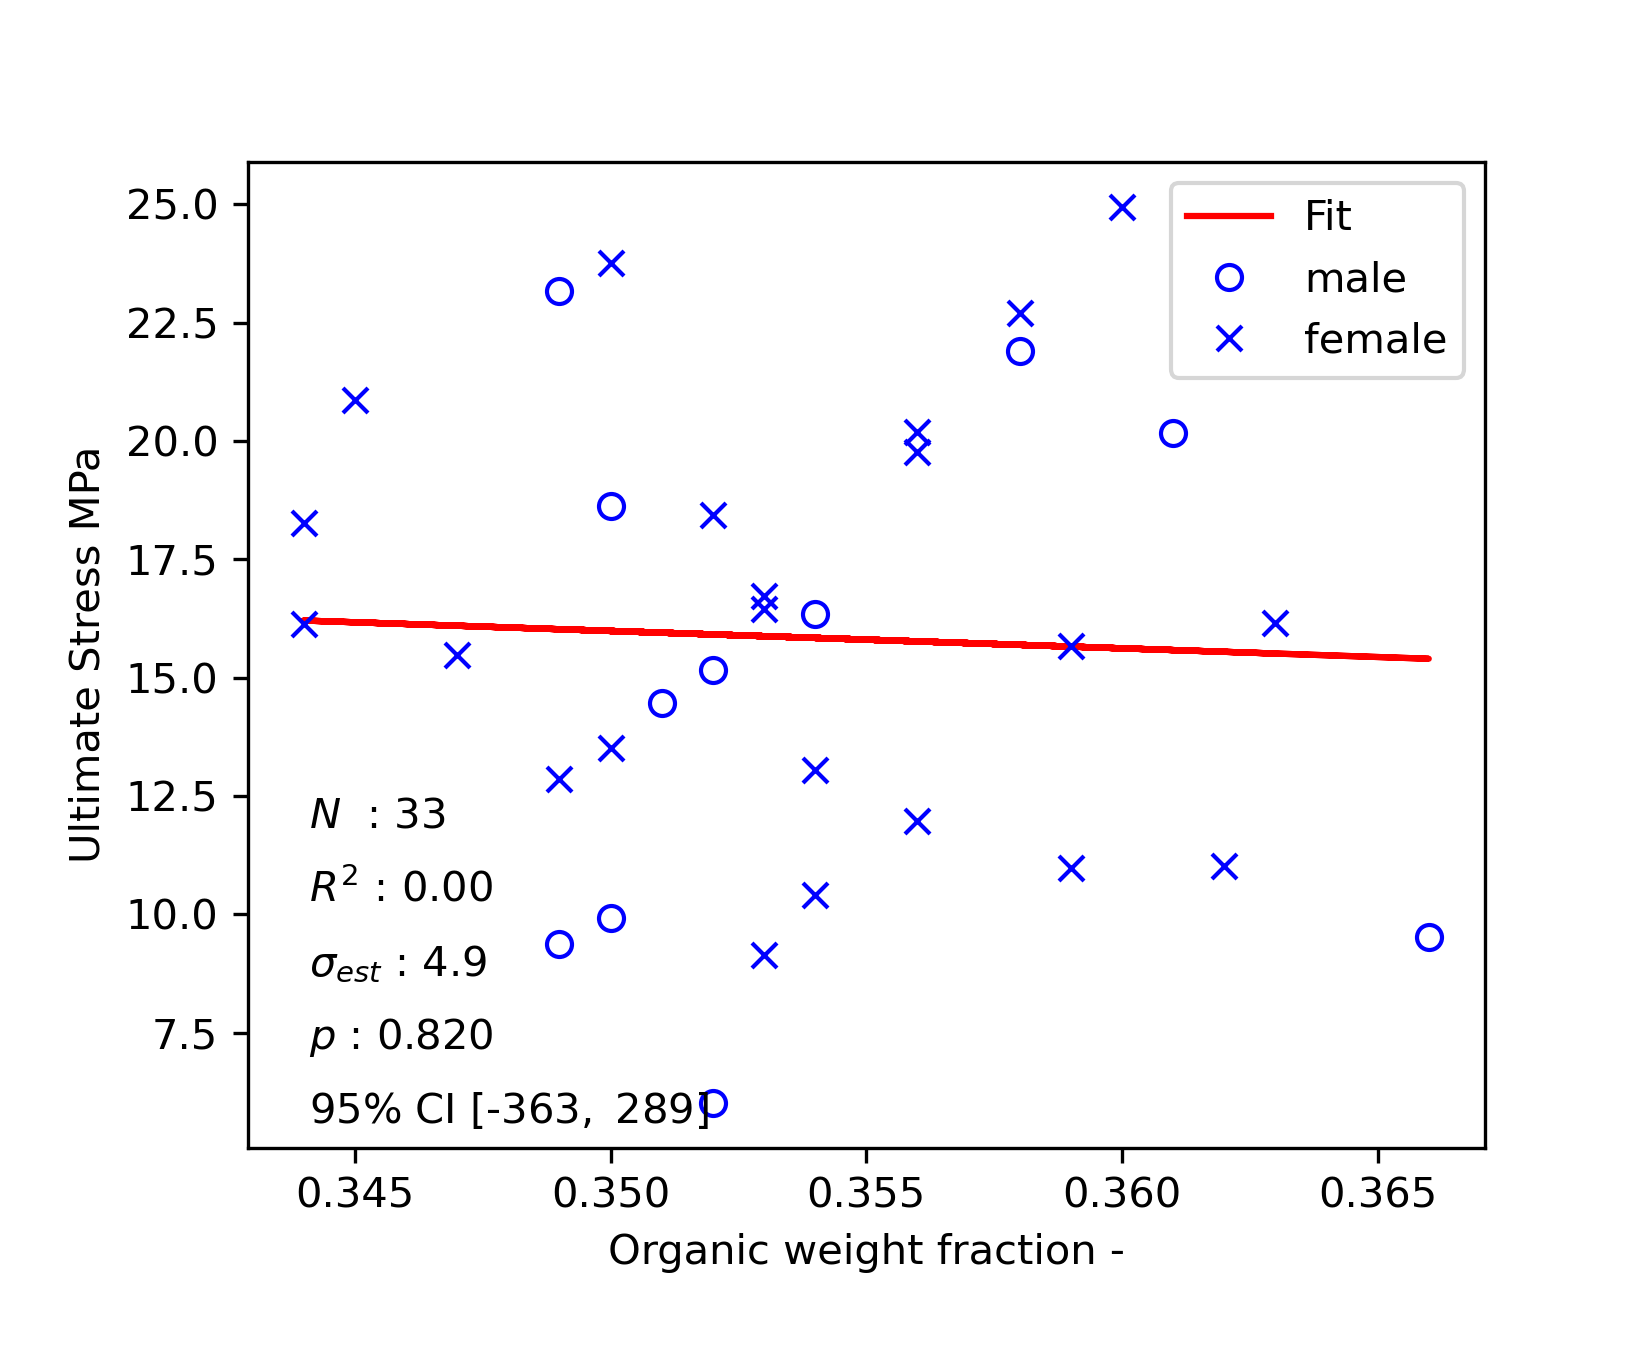 25.0
22.5
20.0
17.5
15.0
12.5
10.0
7.5
Ultimate Stress MPa
Fit
male
female
N : 33
R² : 0.00
σest : 4.9
p : 0.820
95% CI [-363, 289]
0.345 0.350 0.355 0.360 0.365
Organic weight fraction -